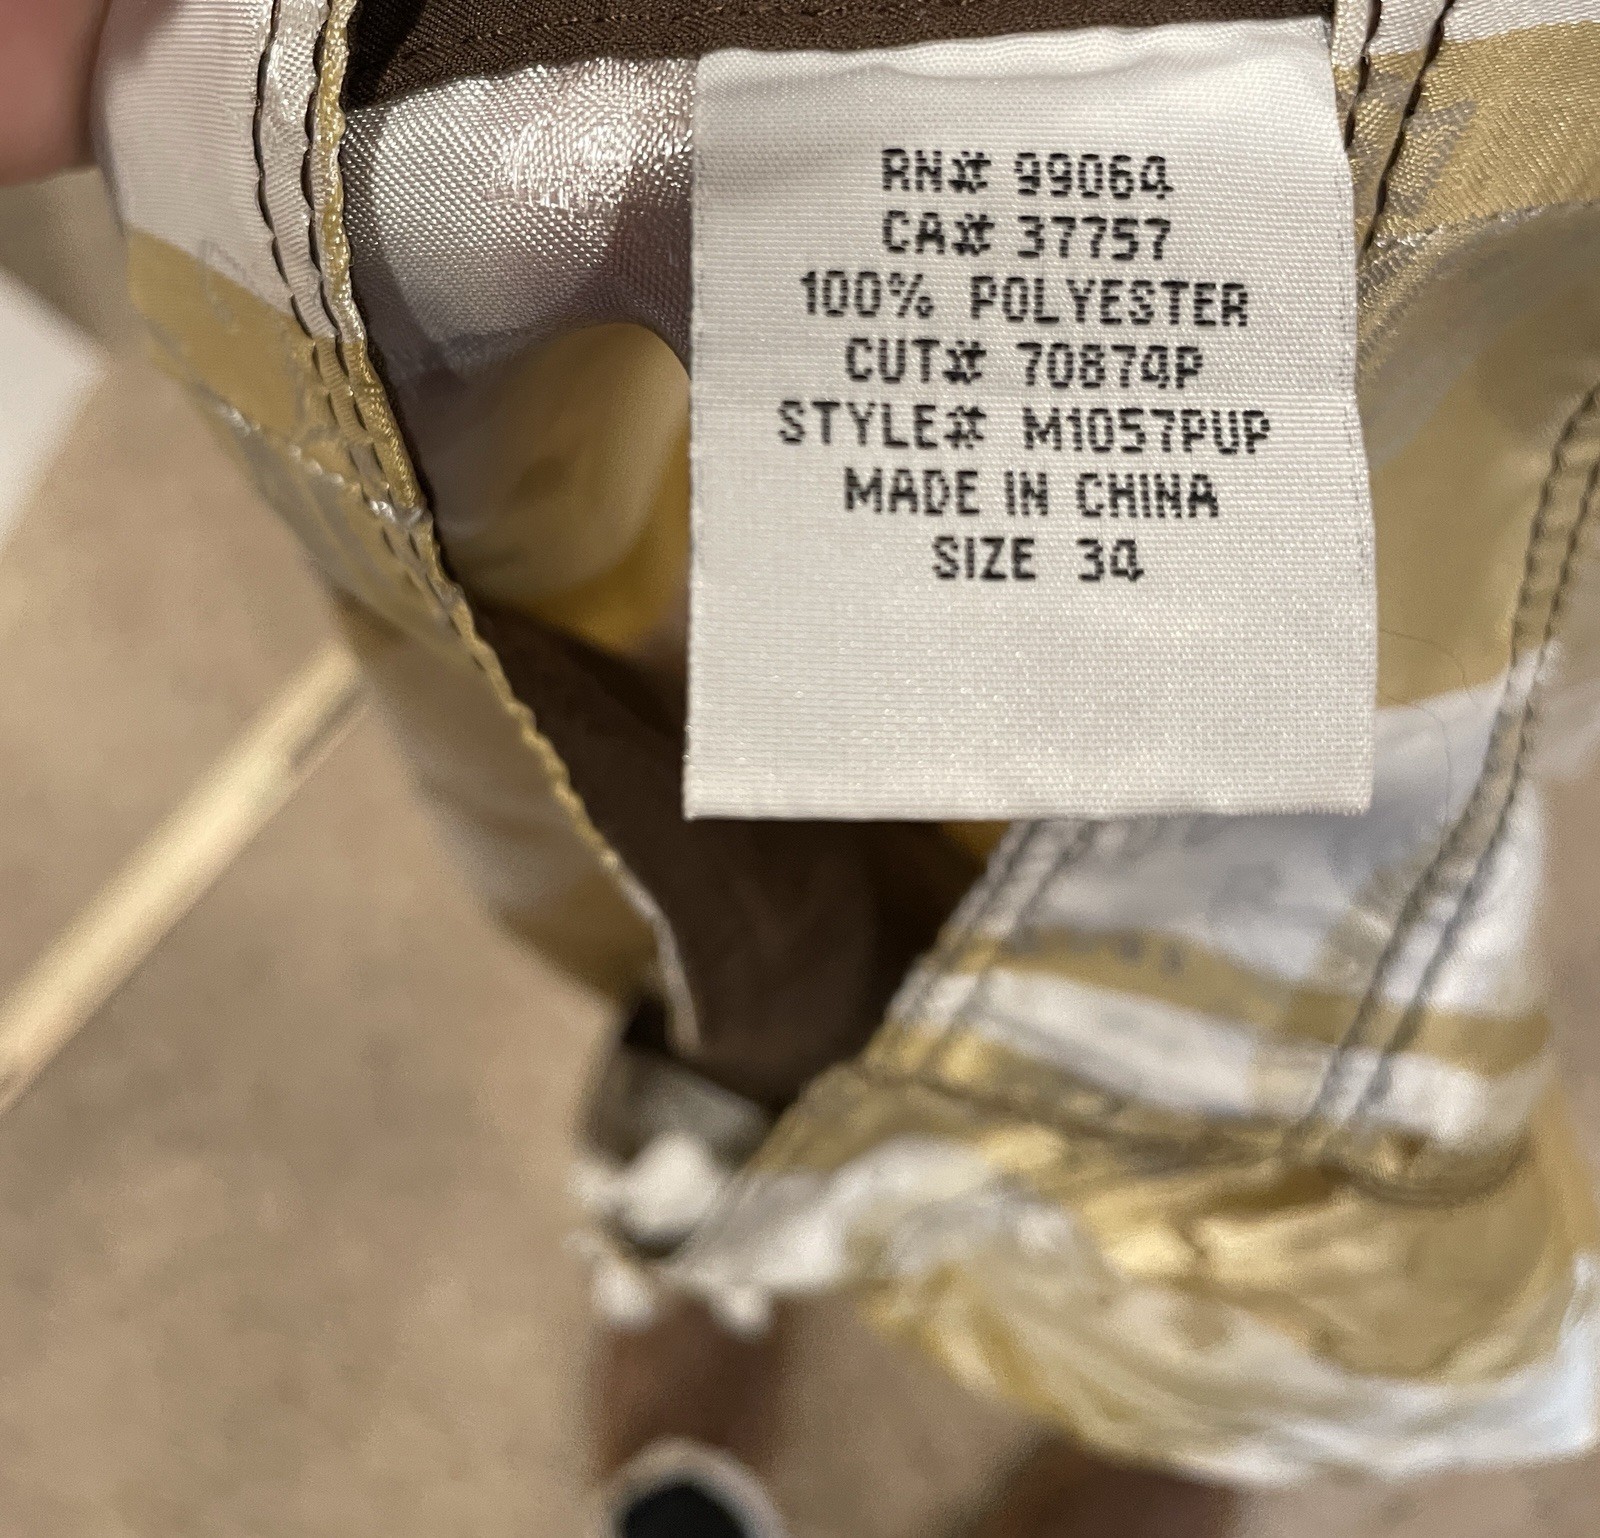 RN# 99064
CA# 37757
100% POLYESTER
CUT# 70874P
STYLE# M1057PUP
MADE IN CHINA
SIZE 34